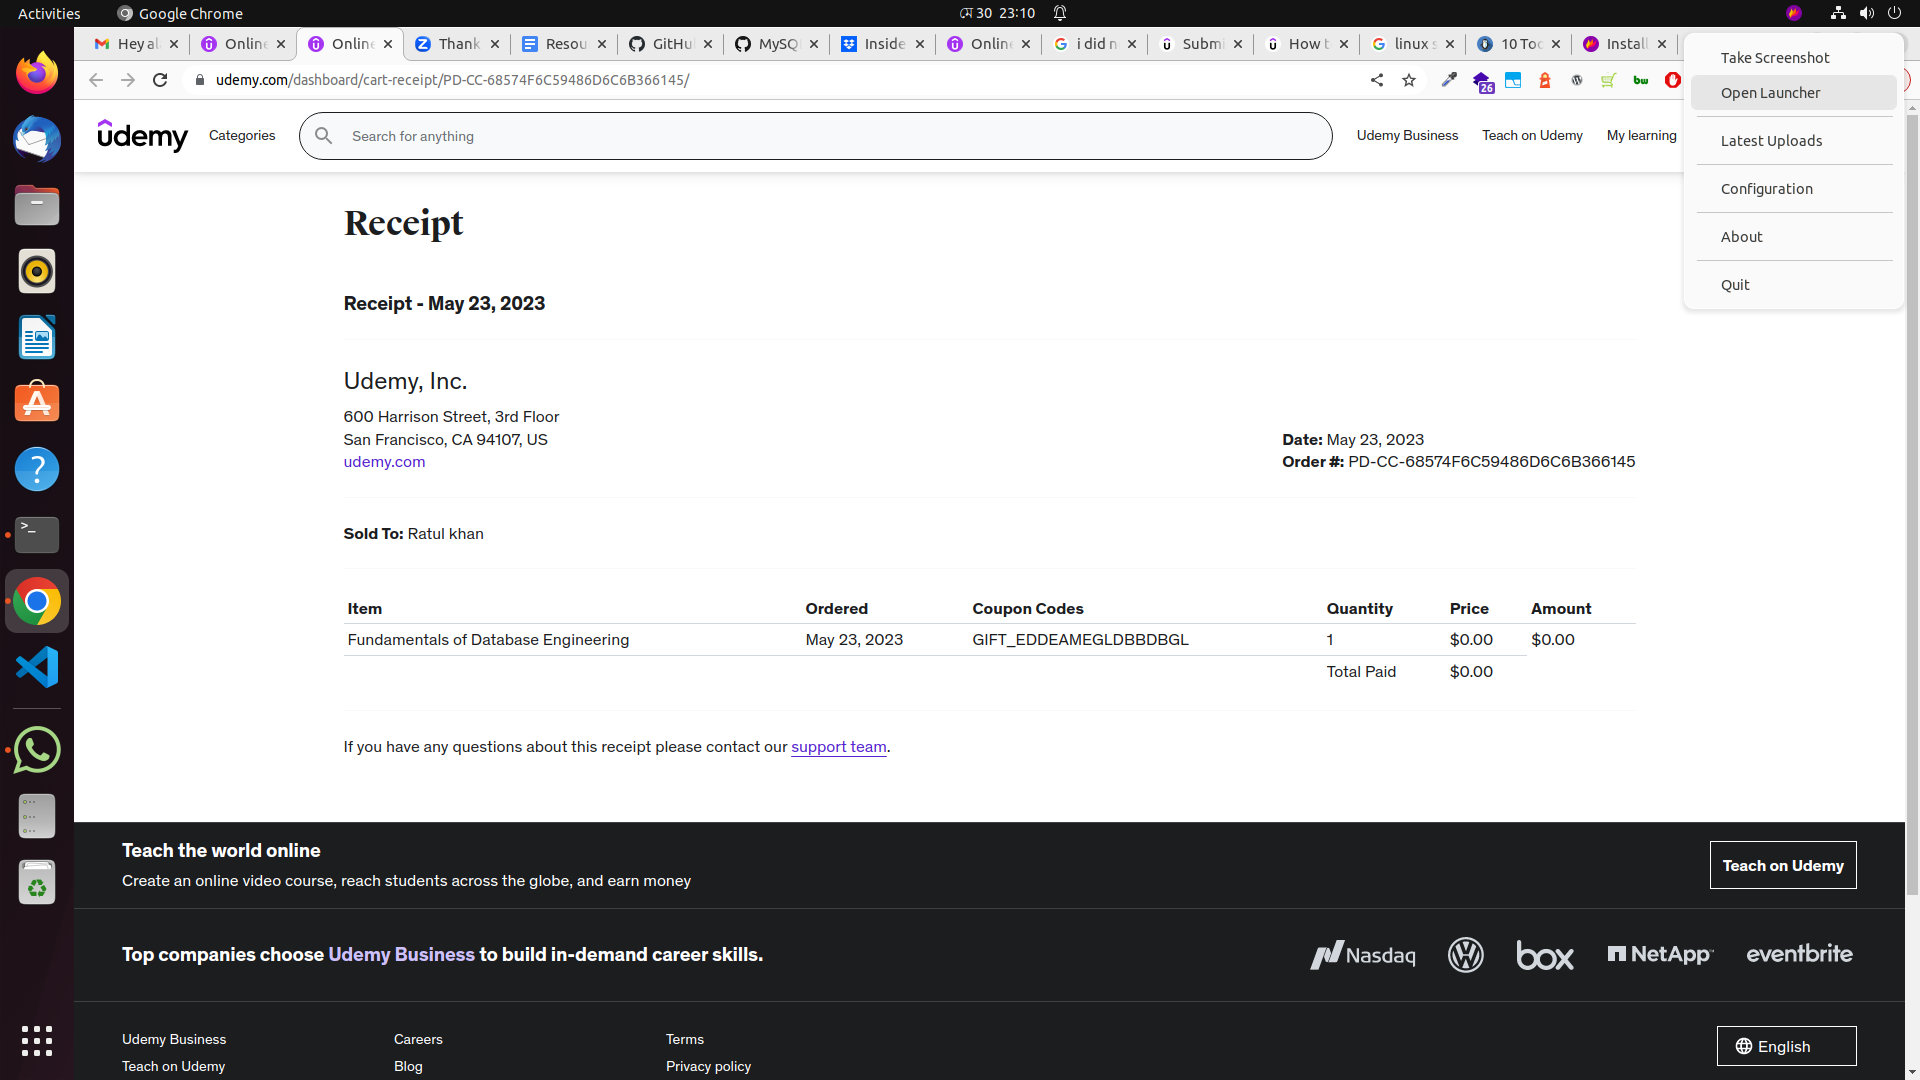 Activities
Google Chrome
মে 30 23:10
Hey al
Online
Online
Thank
Resou
GitHu
MySQ
Inside
Online
i did n
Submi
How t
linux s
10 Too
Install
udemy.com/dashboard/cart-receipt/PD-CC-68574F6C59486D6C6B366145/
26
bw
Take Screenshot
Open Launcher
Latest Uploads
Configuration
About
Quit
udemy
Categories
Search for anything
Udemy Business
Teach on Udemy
My learning
Receipt
Receipt - May 23, 2023
Udemy, Inc.
600 Harrison Street, 3rd Floor
San Francisco, CA 94107, US
udemy.com
Date: May 23, 2023
Order #: PD-CC-68574F6C59486D6C6B366145
Sold To: Ratul khan
Item Ordered Coupon Codes Quantity Price Amount
Fundamentals of Database Engineering May 23, 2023 GIFT_EDDEAMEGLDBBDBGL 1 $0.00 $0.00
Total Paid $0.00
If you have any questions about this receipt please contact our support team.
Teach the world online
Create an online video course, reach students across the globe, and earn money
Teach on Udemy
Top companies choose Udemy Business to build in-demand career skills.
Nasdaq
box
NetApp
eventbrite
Udemy Business
Careers
Terms
English
Teach on Udemy
Blog
Privacy policy